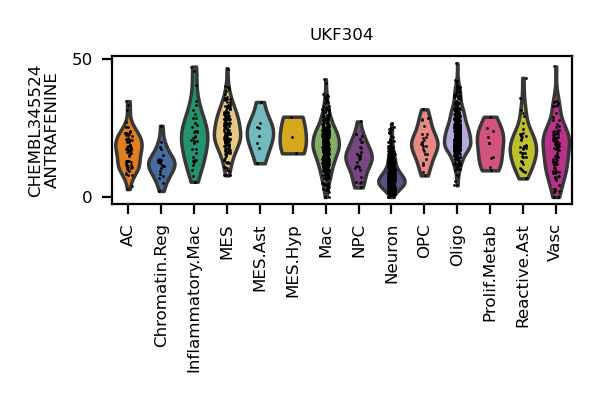 UKF304
CHEMBL345524
ANTRAFENINE
50
0
AC
Chromatin.Reg
Inflammatory.Mac
MES
MES.Ast
MES.Hyp
Mac
NPC
Neuron
OPC
Oligo
Prolif.Metab
Reactive.Ast
Vasc